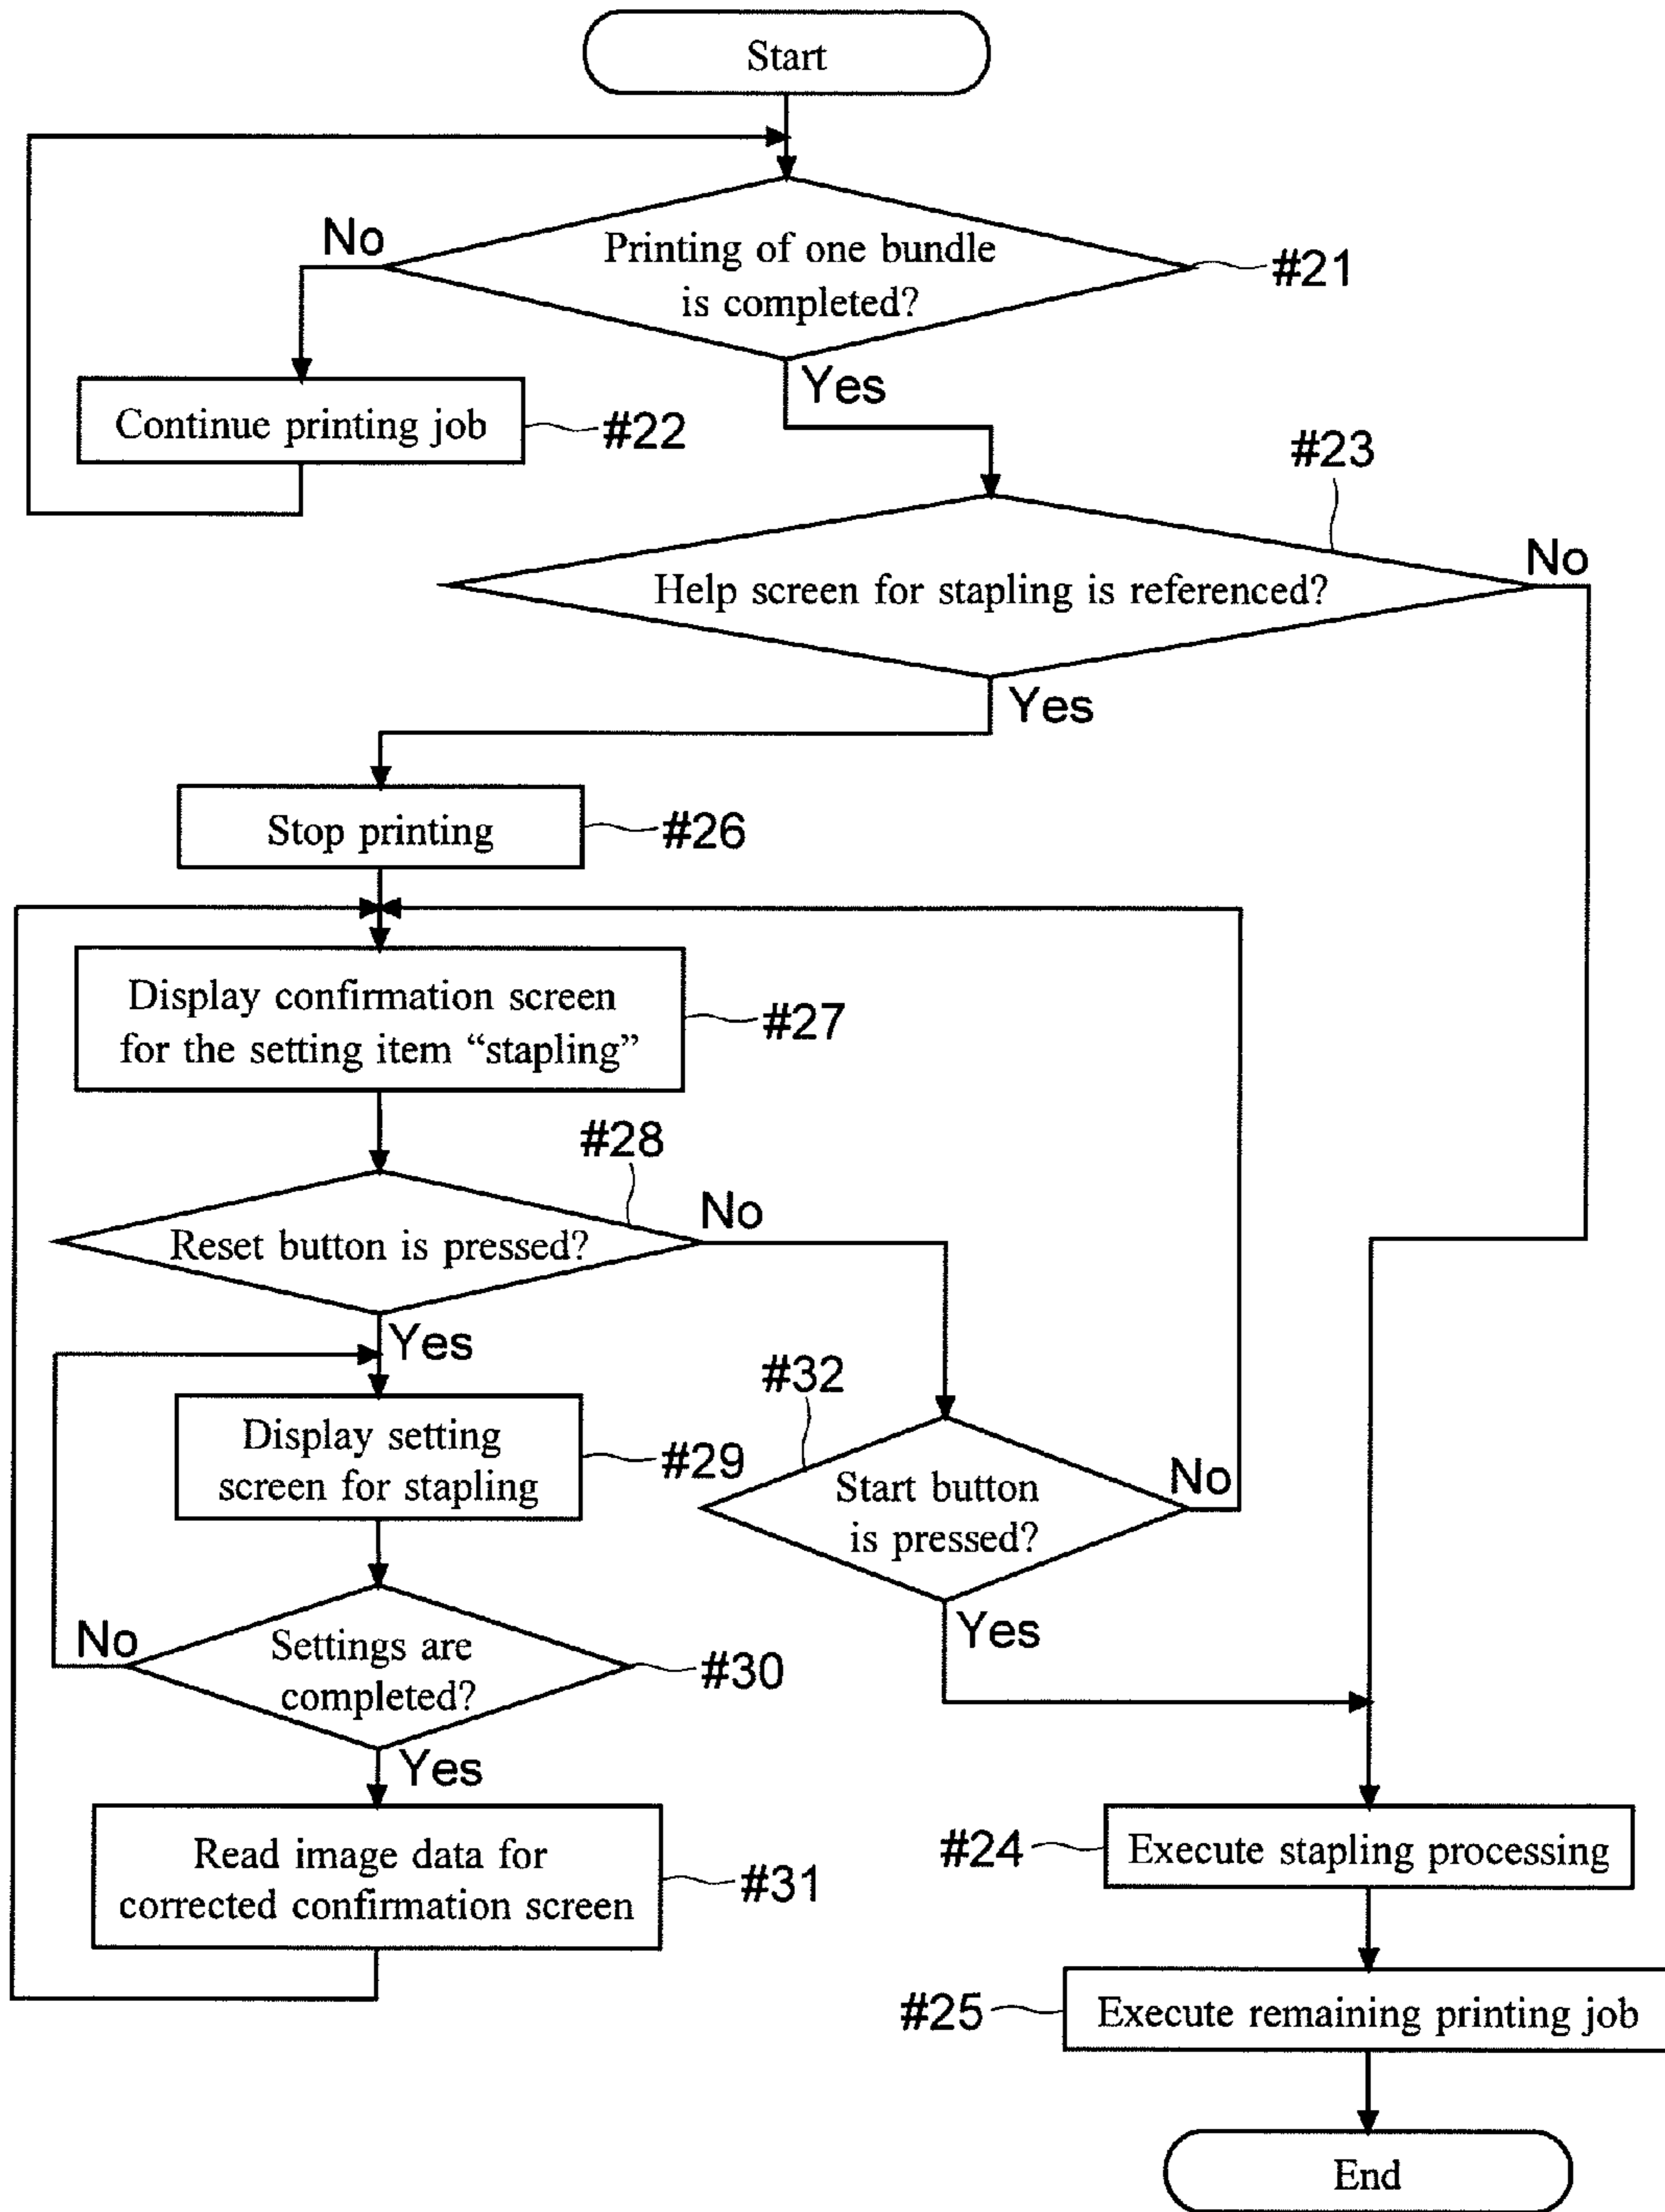 Start
No
Printing of one bundle
is completed?
#21
Yes
Continue printing job
#22
#23
No
Help screen for stapling is referenced?
Yes
Stop printing
#26
Display confirmation screen
for the setting item “stapling”
#27
#28
No
Reset button is pressed?
Yes
#32
Display setting
screen for stapling
#29
Start button
is pressed?
No
No
Settings are
completed?
#30
Yes
Yes
Read image data for
corrected confirmation screen
#31
#24
Execute stapling processing
#25
Execute remaining printing job
End